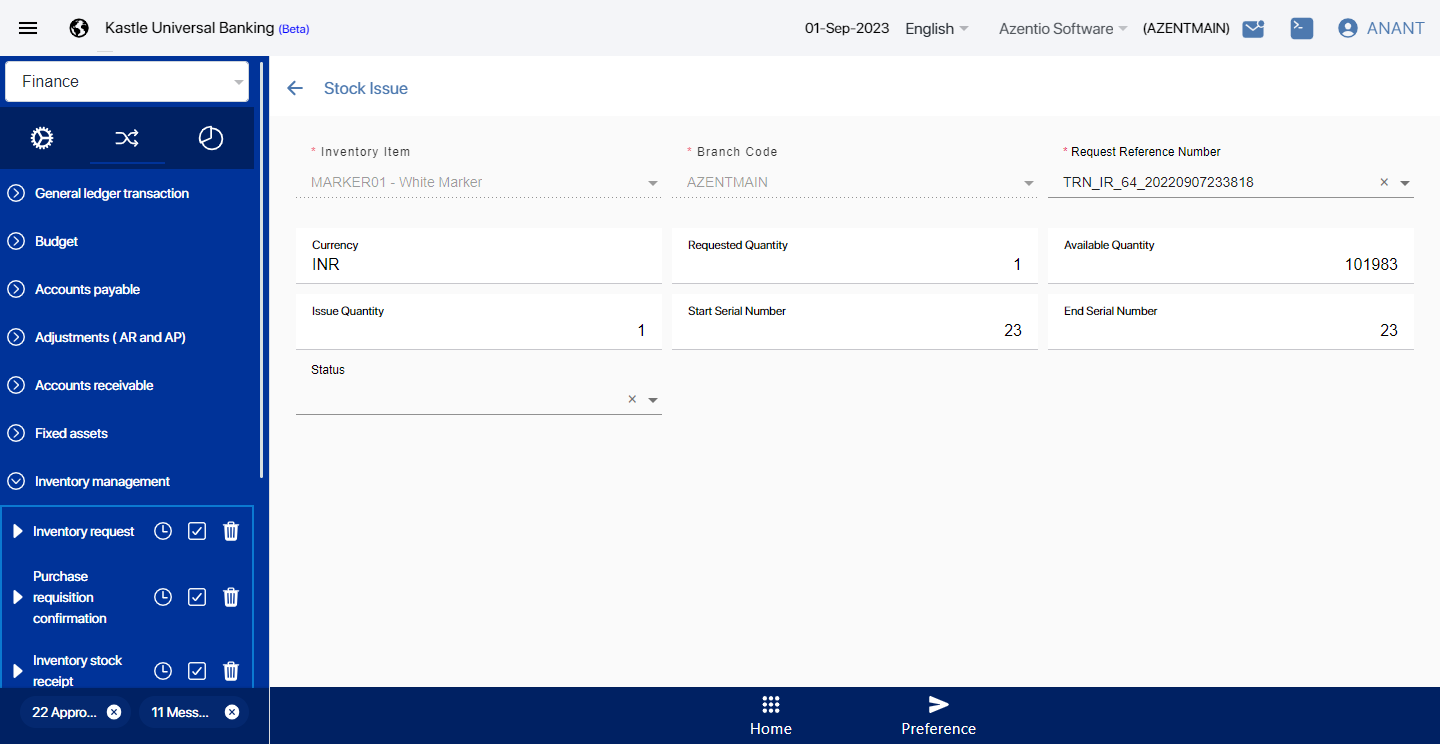 Kastle Universal Banking (Beta)
01-Sep-2023
English
Azentio Software
(AZENTMAIN)
ANANT
Finance
General ledger transaction
Budget
Accounts payable
Adjustments ( AR and AP)
Accounts receivable
Fixed assets
Inventory management
Inventory request
Purchase
requisition
confirmation
Inventory stock
receipt
22 Appro...
11 Mess...
Stock Issue
* Inventory Item
MARKER01 - White Marker
* Branch Code
AZENTMAIN
* Request Reference Number
TRN_IR_64_20220907233818
Currency
INR
Requested Quantity
1
Available Quantity
101983
Issue Quantity
1
Start Serial Number
23
End Serial Number
23
Status
Home
Preference